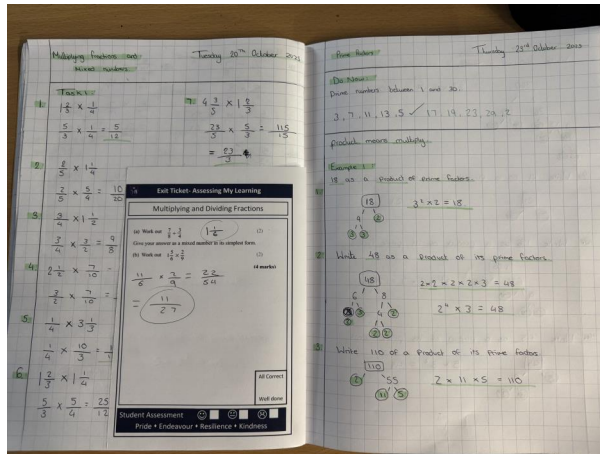 Multiplying fractions and
Mixed numbers.
Tuesday 20th October 2025
Task 1
1 1 2/3 × 1/4
5/3 × 1/4 = 5/12
2 2/5 × 1 1/4
2/5 × 5/4 = 10/20
3 3/4 × 1 1/2
3/4 × 3/2 = 9/8
4 2 1/2 × 7/10
× 7/10 =
5 1/4 × 3 1/3
1/4 × 10/3 =
6 1 2/3 × 1 1/4
5/3 × 5/4 = 25/12
7. 4 3/5 × 1 2/3
23/5 × 5/3 = 115/15
= 23/3
Exit Ticket- Assessing My Learning
Multiplying and Dividing Fractions
(a) Work out 7/8 ÷ 3/4 (2)
1 1/6
Give your answer as a mixed number in its simplest form.
(b) Work out 1 5/6 × 2/9 (2)
(4 marks)
11/6 × 2/9 = 22/54
= 11/27
All Correct
Well done
Student Assessment
Pride • Endeavour • Resilience • Kindness
Prime factors
Thursday October 2025
Do Now:
Prime numbers between 1 and 30.
3, 7, 11, 13, 5 ✓ 17, 19, 23, 29, 2
product means multiply.
Example 1
18 as a product of prime factors.
18
9 2
3 3
3² × 2 = 18
2 Write 48 as a product of its prime factors.
48
6 8
3 4 2
2 2
2×2×2×2×3 = 48
2⁴ × 3 = 48
3 Write 110 of a product of its prime factors
110
2 55
11 5
2 × 11 × 5 = 110